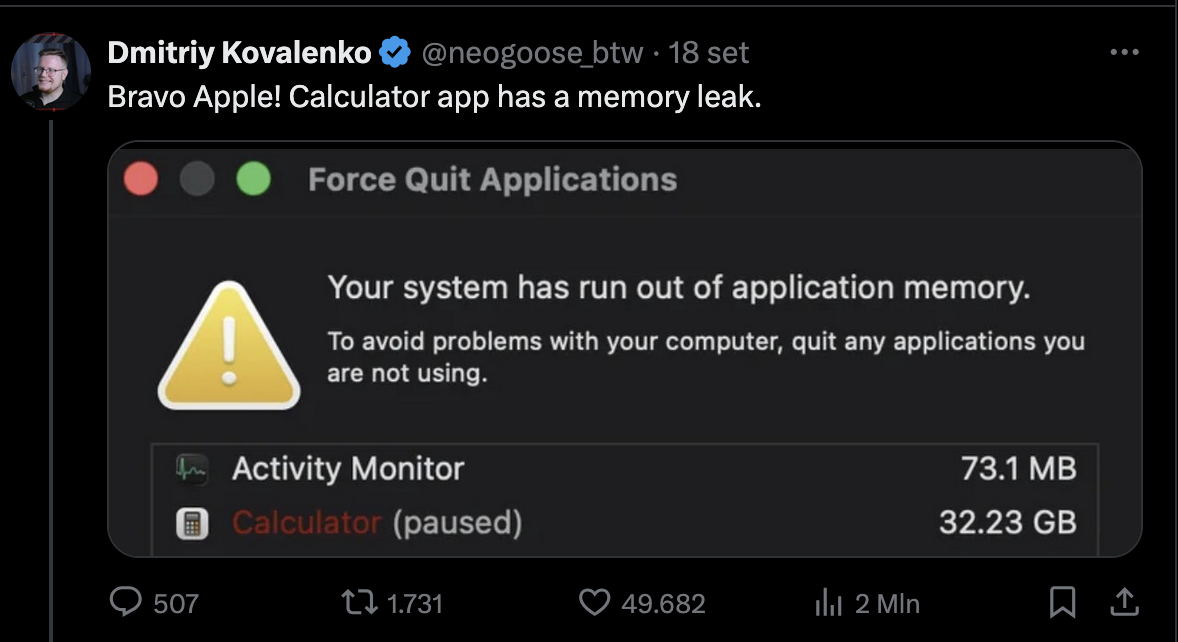 Dmitriy Kovalenko @neogoose_btw · 18 set
Bravo Apple! Calculator app has a memory leak.
Force Quit Applications
Your system has run out of application memory.
To avoid problems with your computer, quit any applications you
are not using.
Activity Monitor 73.1 MB
Calculator (paused) 32.23 GB
507 1.731 49.682 2 Mln